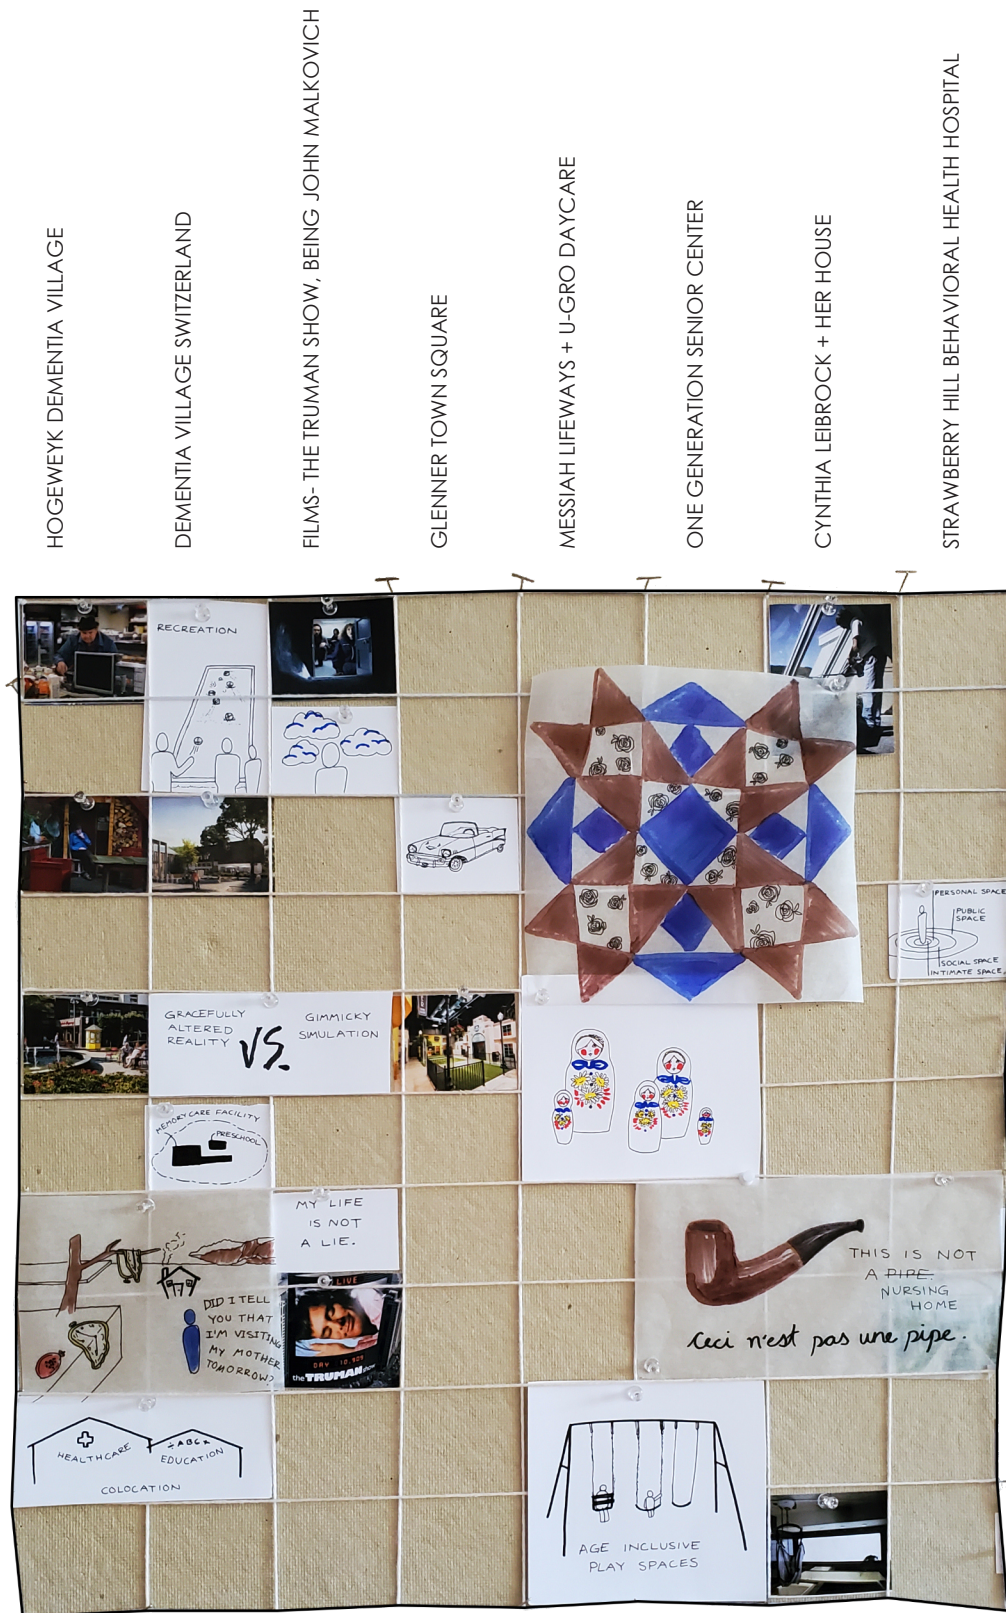 HOGEWEYK DEMENTIA VILLAGE
DEMENTIA VILLAGE SWITZERLAND
FILMS- THE TRUMAN SHOW, BEING JOHN MALKOVICH
GLENNER TOWN SQUARE
MESSIAH LIFEWAYS + U-GRO DAYCARE
ONE GENERATION SENIOR CENTER
CYNTHIA LEIBROCK + HER HOUSE
STRAWBERRY HILL BEHAVIORAL HEALTH HOSPITAL
RECREATION
PERSONAL SPACE
PUBLIC
SPACE
SOCIAL SPACE
INTIMATE SPACE
GRACEFULLY
ALTERED
REALITY
VS.
GIMMICKY
SIMULATION
MEMORY CARE FACILITY
PRESCHOOL
MY LIFE
IS NOT
A LIE.
DID I TELL
YOU THAT
I'M VISITING
MY MOTHER
TOMORROW?
LIVE
DAY 10,909
the TRUMAN show
THIS IS NOT
A PIPE.
NURSING
HOME
Ceci n'est pas une pipe.
HEALTHCARE
÷ABCx
EDUCATION
COLOCATION
AGE INCLUSIVE
PLAY SPACES